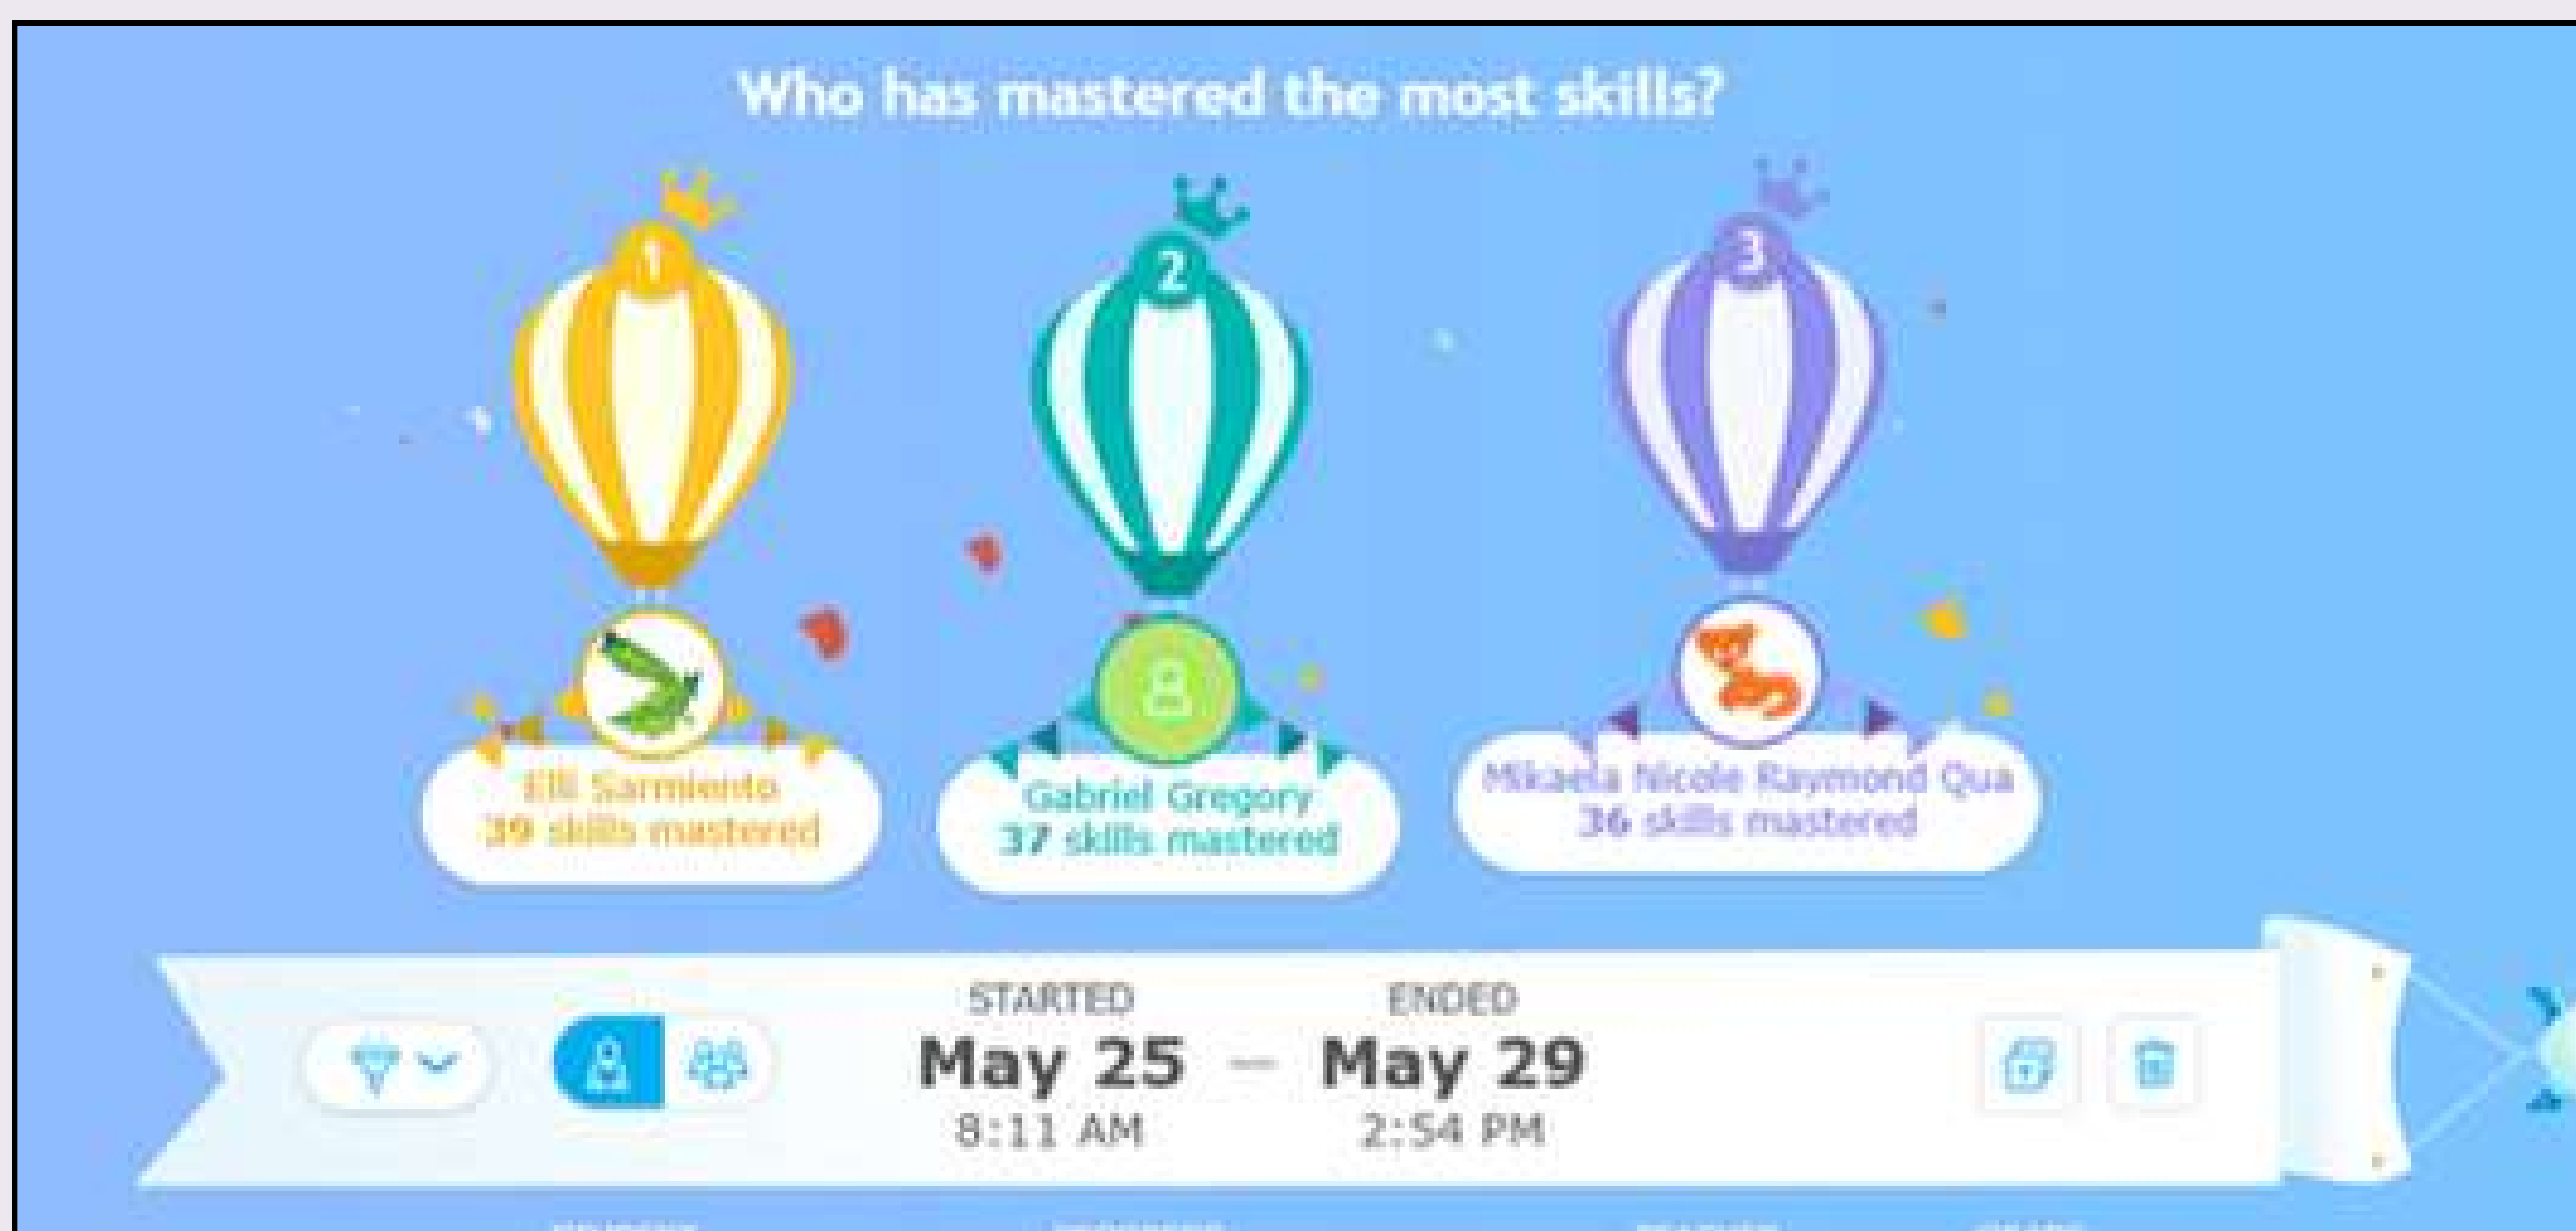 Who has mastered the most skills?
1
2
3
Elli Sarmiento
39 skills mastered
Gabriel Gregory
37 skills mastered
Mikaela Nicole Raymond Qua
36 skills mastered
STARTED
May 25
8:11 AM
–
ENDED
May 29
2:54 PM